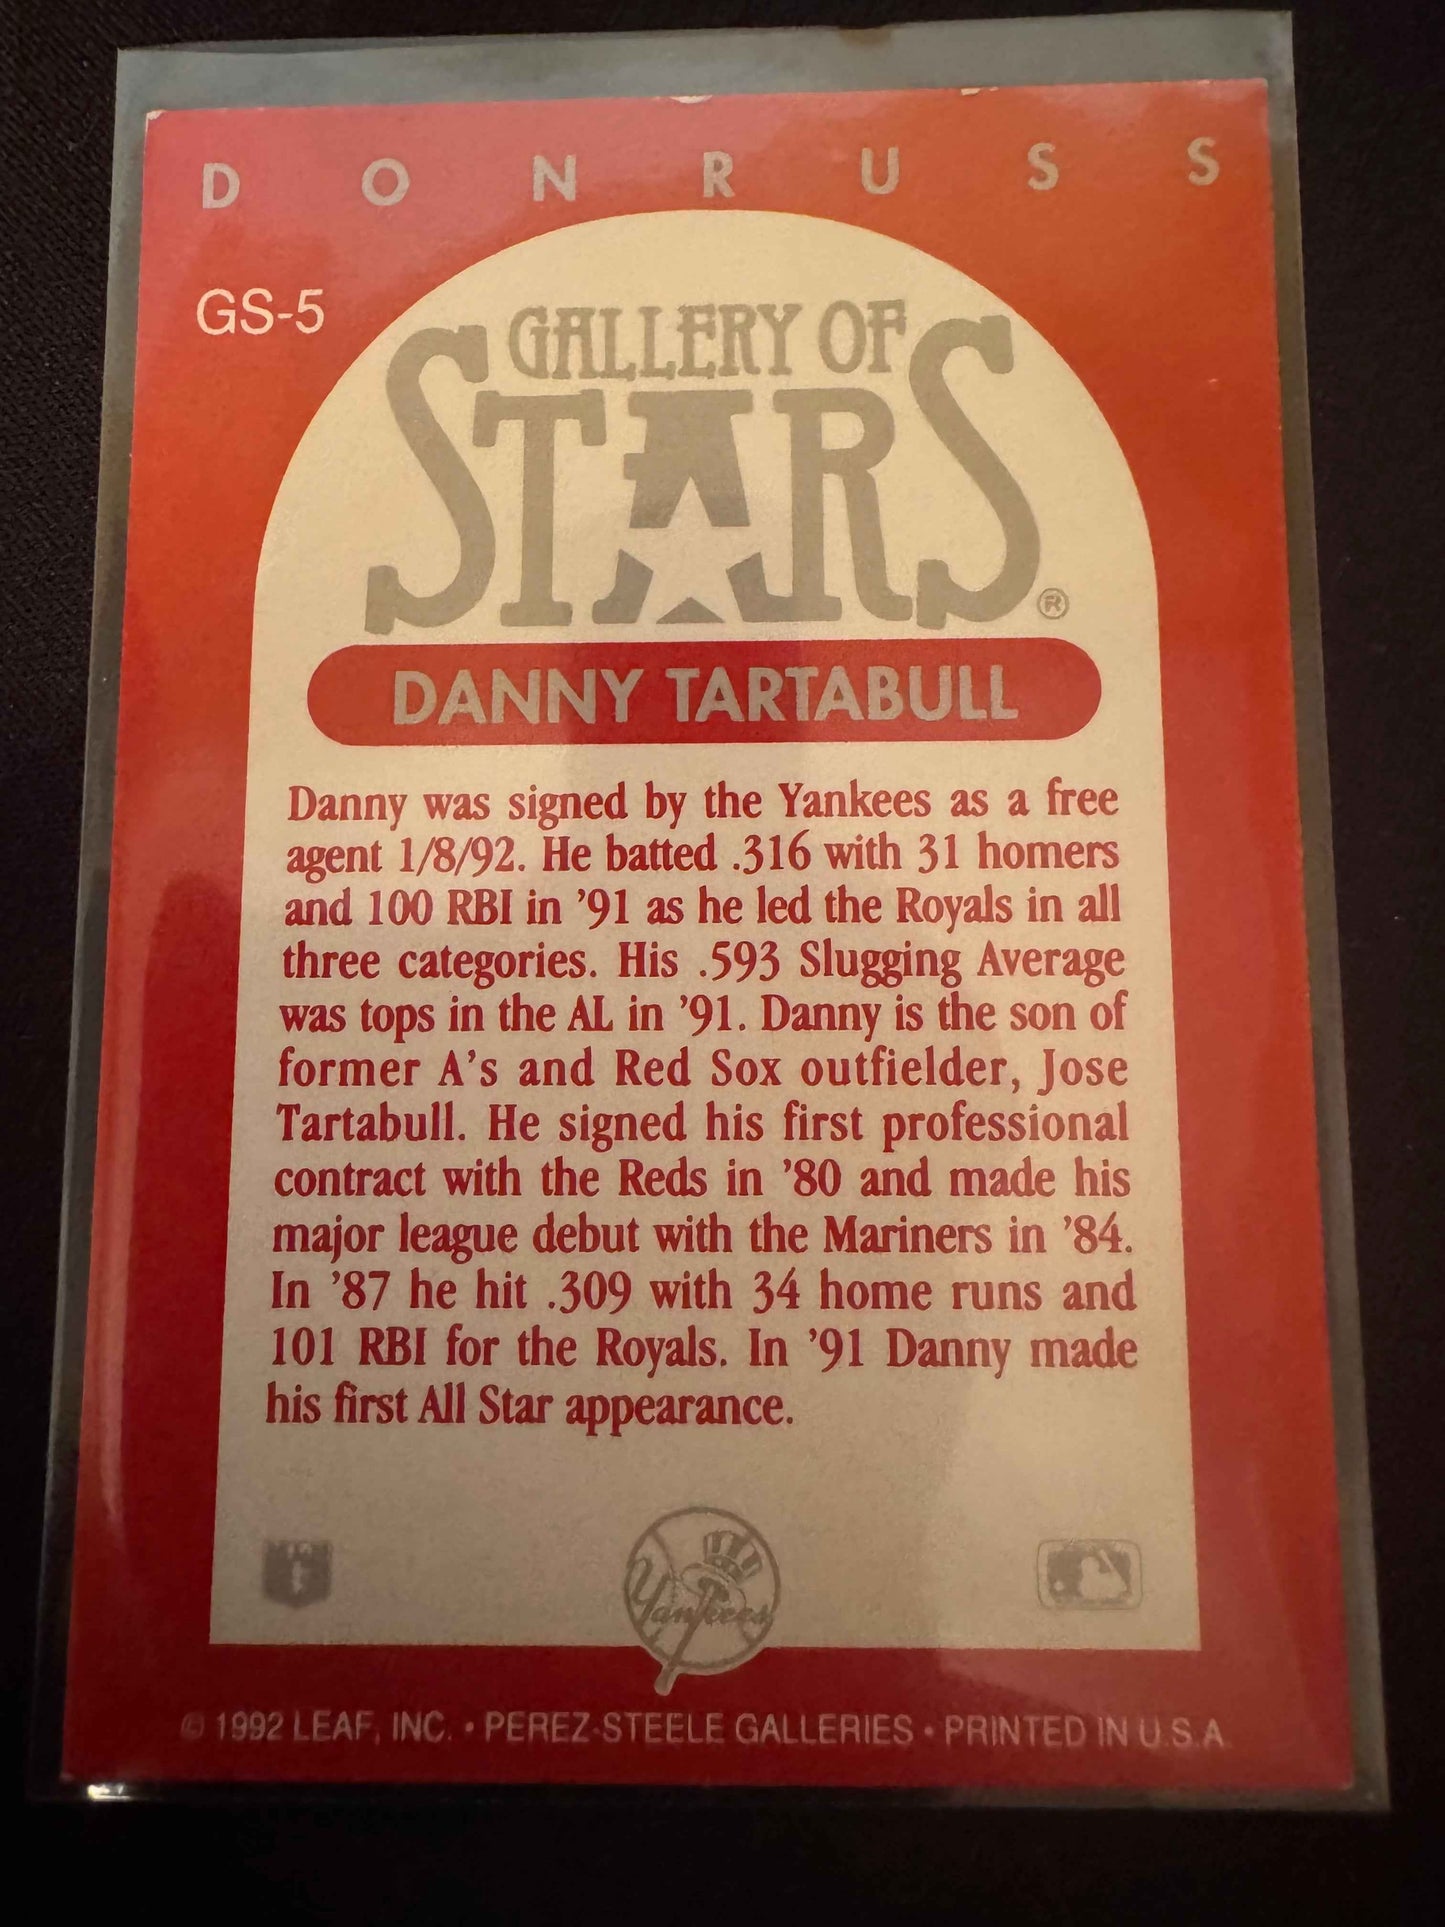 DONRUSS
GS-5
GALLERY OF
STARS®
DANNY TARTABULL
Danny was signed by the Yankees as a free
agent 1/8/92. He batted .316 with 31 homers
and 100 RBI in ’91 as he led the Royals in all
three categories. His .593 Slugging Average
was tops in the AL in ’91. Danny is the son of
former A’s and Red Sox outfielder, Jose
Tartabull. He signed his first professional
contract with the Reds in ’80 and made his
major league debut with the Mariners in ’84.
In ’87 he hit .309 with 34 home runs and
101 RBI for the Royals. In ’91 Danny made
his first All Star appearance.
Yankees
© 1992 LEAF, INC. • PEREZ-STEELE GALLERIES • PRINTED IN U.S.A.